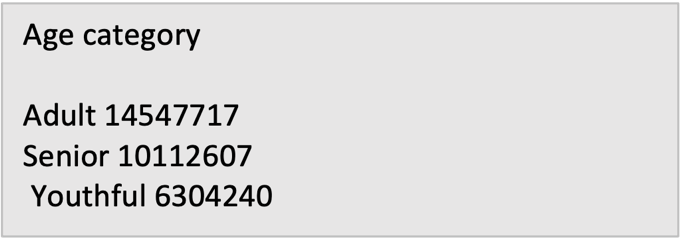 Age category
Adult 14547717
Senior 10112607
Youthful 6304240